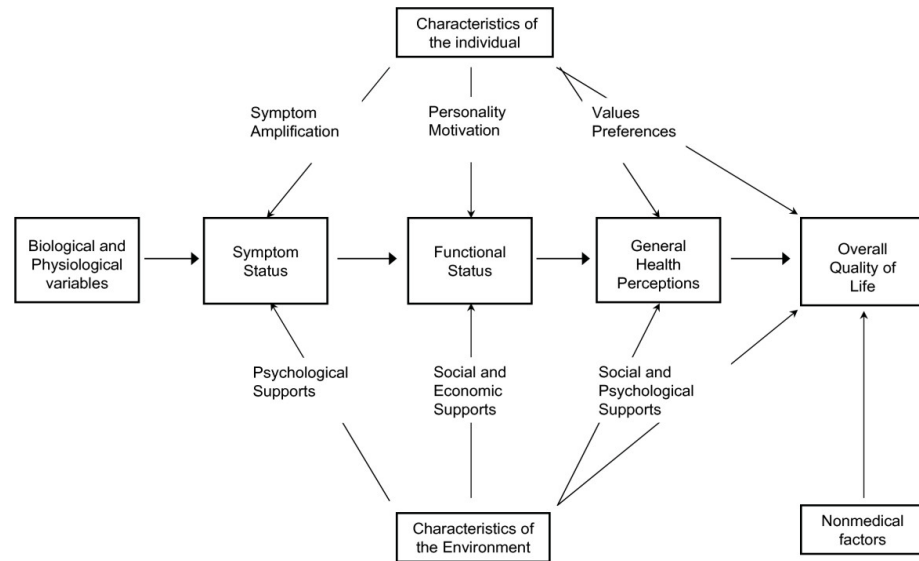 Characteristics of
the individual
Symptom
Amplification
Personality
Motivation
Values
Preferences
Biological and
Physiological
variables
Symptom
Status
Functional
Status
General
Health
Perceptions
Overall
Quality of
Life
Psychological
Supports
Social and
Economic
Supports
Social and
Psychological
Supports
Characteristics of
the Environment
Nonmedical
factors